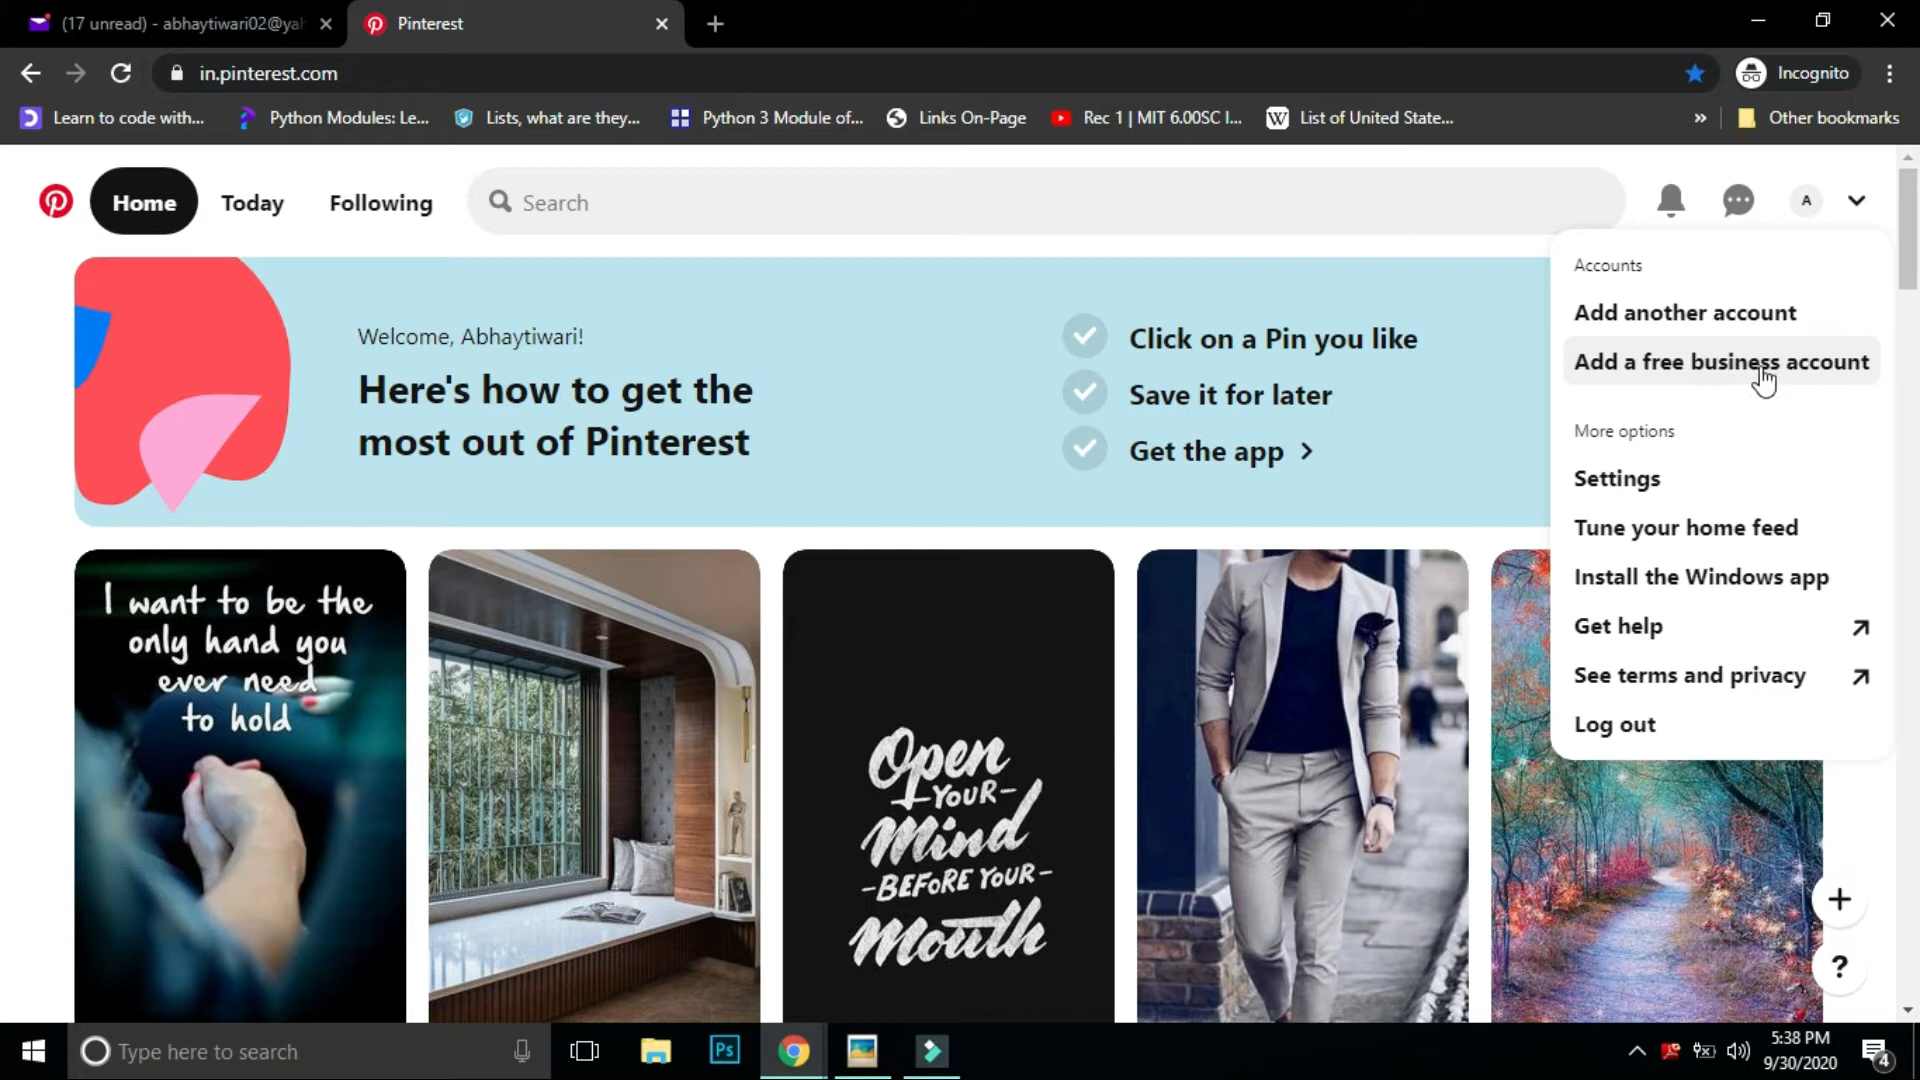 (17 unread) - abhaytiwari02@yah
Pinterest
in.pinterest.com
Incognito
Learn to code with...
Python Modules: Le...
Lists, what are they,...
Python 3 Module of...
Links On-Page
Rec 1 | MIT 6.00SC I...
W
List of United State...
»
Other bookmarks
Home
Today
Following
Search
A
Accounts
Add another account
Add a free business account
More options
Settings
Tune your home feed
Install the Windows app
Get help
See terms and privacy
Log out
Welcome, Abhaytiwari!
Here's how to get the
most out of Pinterest
Click on a Pin you like
Save it for later
Get the app
I want to be the
only hand you
ever need
to hold
Open
-YOUR-
Mind
-BEFORE YOUR-
Mouth
+
?
Type here to search
Ps
5:38 PM
9/30/2020
4